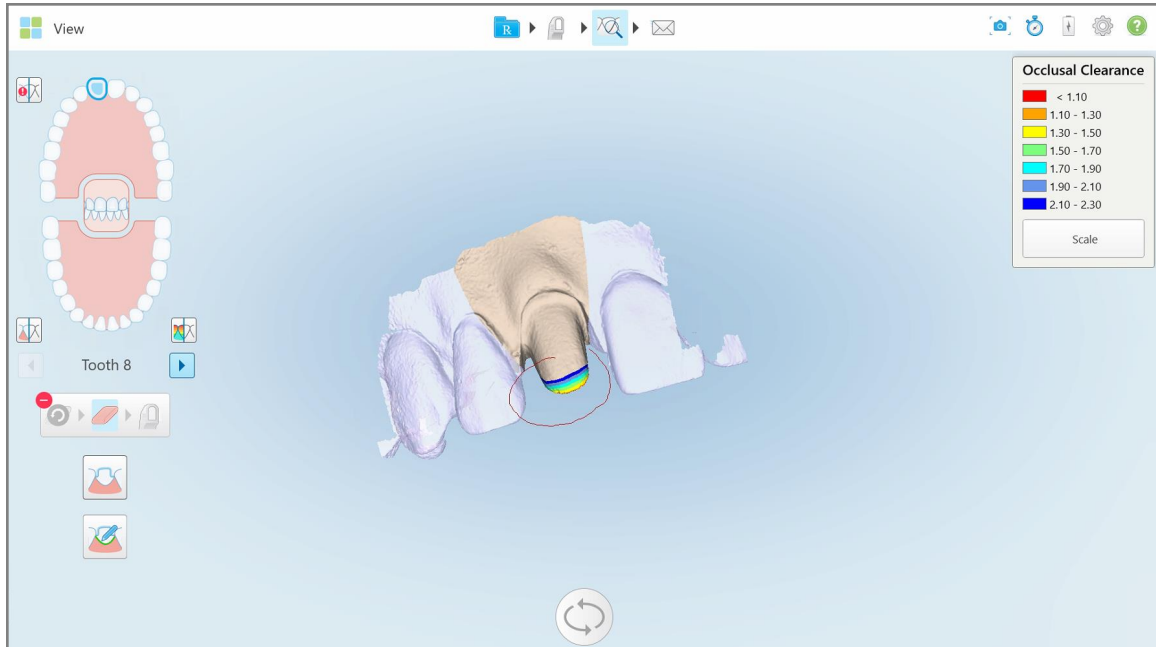 View
R
Occlusal Clearance
< 1.10
1.10 - 1.30
1.30 - 1.50
1.50 - 1.70
1.70 - 1.90
1.90 - 2.10
2.10 - 2.30
Scale
Tooth 8